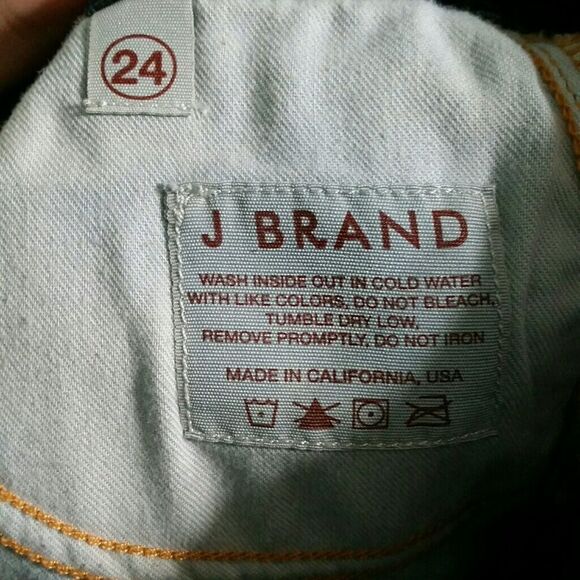 24
J BRAND
WASH INSIDE OUT IN COLD WATER
WITH LIKE COLORS, DO NOT BLEACH,
TUMBLE DRY LOW,
REMOVE PROMPTLY, DO NOT IRON
MADE IN CALIFORNIA, USA